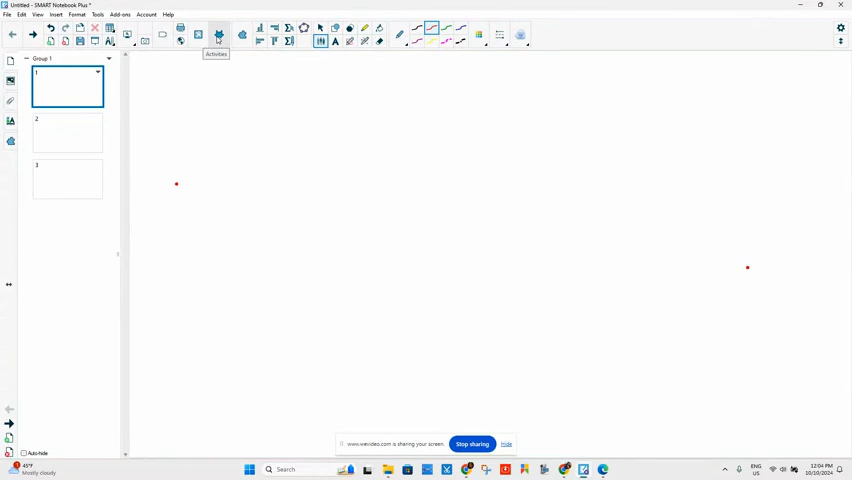 Untitled - SMART Notebook Plus *
File Edit View Insert Format Tools Add-ons Account Help
Activities
Group 1
1
2
3
Auto-hide
www.wevideo.com is sharing your screen. Stop sharing Hide
1 45°F
Mostly cloudy
Search
ENG
US
12:04 PM
10/10/2024